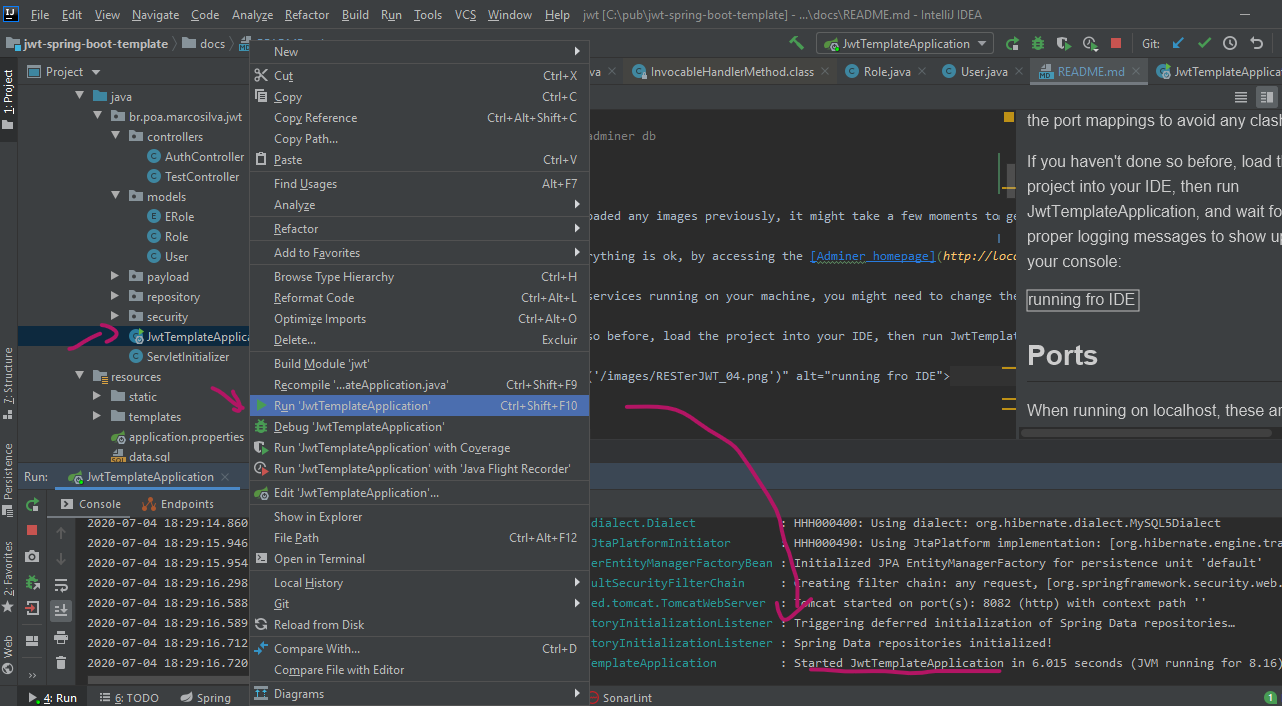 File Edit View Navigate Code Analyze Refactor Build Run Tools VCS Window Help jwt [C:\pub\jwt-spring-boot-template] - ...\docs\README.md - IntelliJ IDEA
jwt-spring-boot-template docs
JwtTemplateApplication Git:
1: Project
7: Structure
Persistence
2: Favorites
Web
Project
java
br.poa.marcosilva.jwt
controllers
AuthController
TestController
models
ERole
Role
User
payload
repository
security
JwtTemplateApplica
ServletInitializer
resources
static
templates
application.properties
data.sql
New
Cut Ctrl+X
Copy Ctrl+C
Copy Reference Ctrl+Alt+Shift+C
Copy Path...
Paste Ctrl+V
Find Usages Alt+F7
Analyze
Refactor
Add to Favorites
Browse Type Hierarchy Ctrl+H
Reformat Code Ctrl+Alt+L
Optimize Imports Ctrl+Alt+O
Delete... Excluir
Build Module 'jwt'
Recompile '...ateApplication.java' Ctrl+Shift+F9
Run 'JwtTemplateApplication' Ctrl+Shift+F10
Debug 'JwtTemplateApplication'
Run 'JwtTemplateApplication' with Coverage
Run 'JwtTemplateApplication' with 'Java Flight Recorder'
Edit 'JwtTemplateApplication'...
Show in Explorer
File Path Ctrl+Alt+F12
Open in Terminal
Local History
Git
Reload from Disk
Compare With... Ctrl+D
Compare File with Editor
Diagrams
va InvocableHandlerMethod.class Role.java User.java README.md JwtTemplateApplica
adminer db
oaded any images previously, it might take a few moments to ge
rything is ok, by accessing the [Adminer homepage](http://loc
services running on your machine, you might need to change the
so before, load the project into your IDE, then run JwtTempl
('/images/RESTerJWT_04.png')" alt="running fro IDE">
the port mappings to avoid any clash
If you haven't done so before, load th
project into your IDE, then run
JwtTemplateApplication, and wait fo
proper logging messages to show up
your console:
running fro IDE
Ports
When running on localhost, these ar
Run: JwtTemplateApplication
Console Endpoints
2020-07-04 18:29:14.860 dialect.Dialect : HHH000400: Using dialect: org.hibernate.dialect.MySQL5Dialect
2020-07-04 18:29:15.946 JtaPlatformInitiator : HHH000490: Using JtaPlatform implementation: [org.hibernate.engine.tra
2020-07-04 18:29:15.954 erEntityManagerFactoryBean : Initialized JPA EntityManagerFactory for persistence unit 'default'
2020-07-04 18:29:16.298 ultSecurityFilterChain : Creating filter chain: any request, [org.springframework.security.web.
2020-07-04 18:29:16.588 ed.tomcat.TomcatWebServer : Tomcat started on port(s): 8082 (http) with context path ''
2020-07-04 18:29:16.589 toryInitializationListener : Triggering deferred initialization of Spring Data repositories…
2020-07-04 18:29:16.712 toryInitializationListener : Spring Data repositories initialized!
2020-07-04 18:29:16.720 emplateApplication : Started JwtTemplateApplication in 6.015 seconds (JVM running for 8.16)
4: Run 6: TODO Spring SonarLint 1